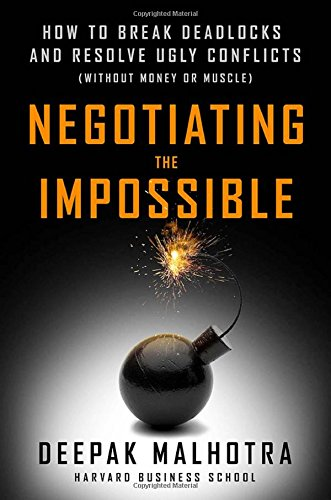 HOW TO BREAK DEADLOCKS
AND RESOLVE UGLY CONFLICTS
(WITHOUT MONEY OR MUSCLE)
NEGOTIATING
THE
IMPOSSIBLE
DEEPAK MALHOTRA
HARVARD BUSINESS SCHOOL